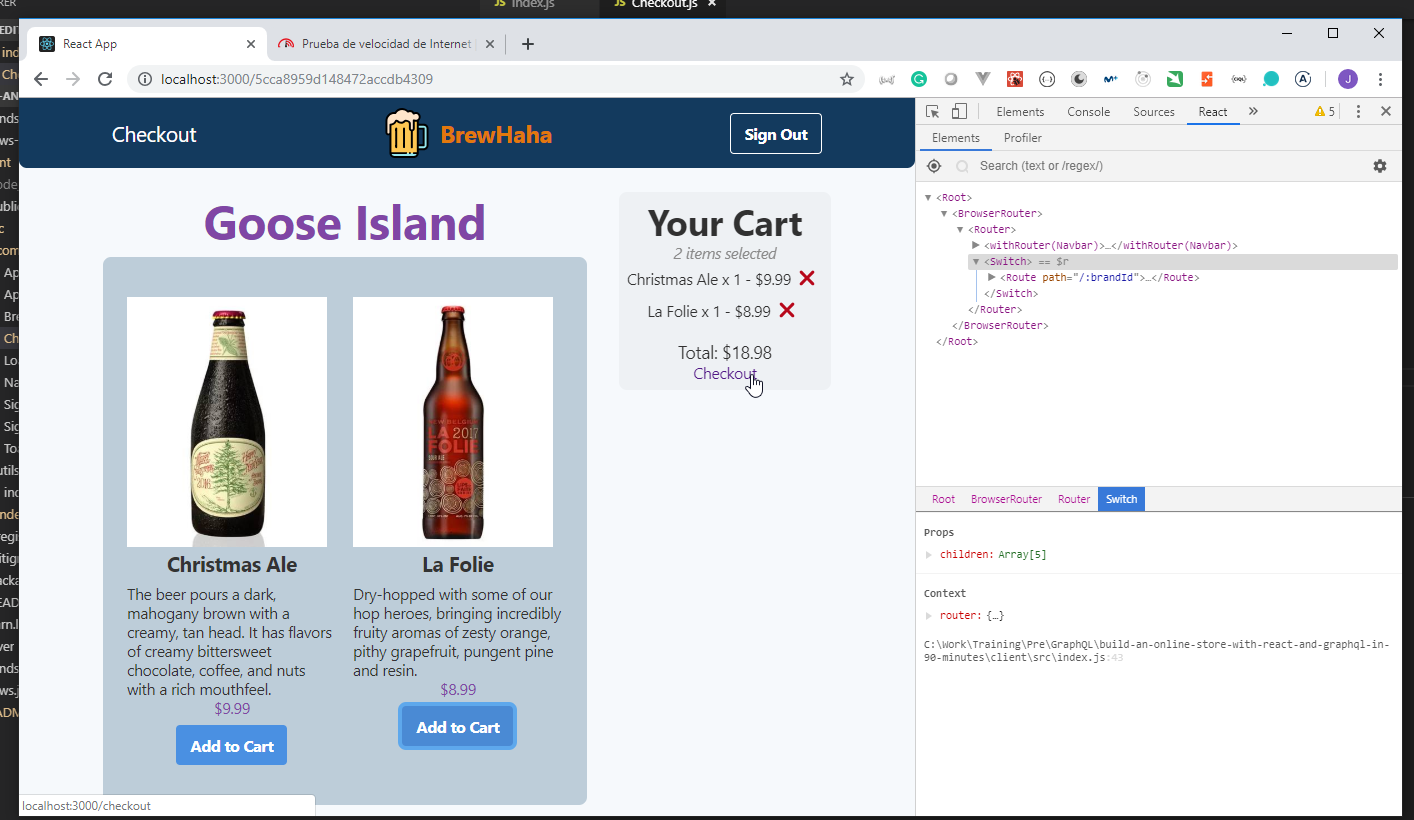 index.js
Checkout.js
React App
Prueba de velocidad de Internet
localhost:3000/5cca8959d148472accdb4309
Checkout
BrewHaha
Sign Out
Goose Island
LA 2017
FOLIE
Christmas Ale
La Folie
The beer pours a dark,
mahogany brown with a
creamy, tan head. It has flavors
of creamy bittersweet
chocolate, coffee, and nuts
with a rich mouthfeel.
$9.99
Add to Cart
Dry-hopped with some of our
hop heroes, bringing incredibly
fruity aromas of zesty orange,
pithy grapefruit, pungent pine
and resin.
$8.99
Add to Cart
Your Cart
2 items selected
Christmas Ale x 1 - $9.99
La Folie x 1 - $8.99
Total: $18.98
Checkout
localhost:3000/checkout
Elements
Console
Sources
React
5
Elements
Profiler
Search (text or /regex/)
<Root>
<BrowserRouter>
<Router>
<withRouter(Navbar)>…</withRouter(Navbar)>
<Switch> == $r
<Route path="/:brandId">…</Route>
</Switch>
</Router>
</BrowserRouter>
</Root>
Root
BrowserRouter
Router
Switch
Props
children: Array[5]
Context
router: {…}
C:\Work\Training\Pre\GraphQL\build-an-online-store-with-react-and-graphql-in-
90-minutes\client\src\index.js:43